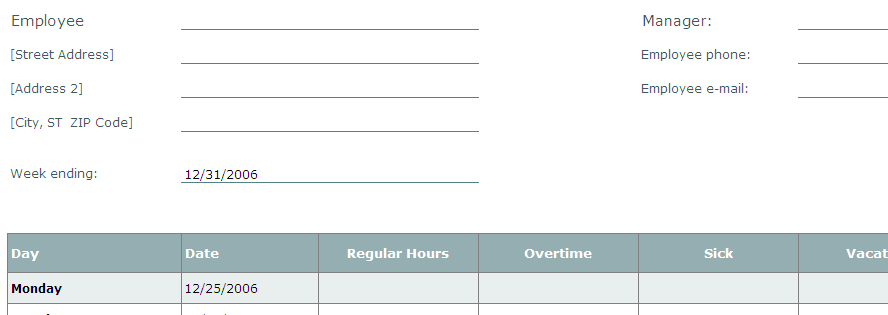 Employee Manager:
[Street Address] Employee phone:
[Address 2] Employee e-mail:
[City, ST ZIP Code]
Week ending: 12/31/2006
Day Date Regular Hours Overtime Sick Vacat
Monday 12/25/2006